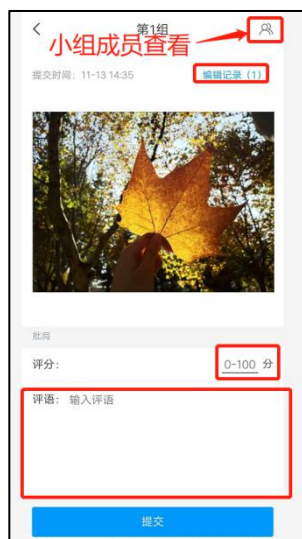 第1组
小组成员查看
提交时间：11-13 14:35 编辑记录（1）
批阅
评分： 0-100 分
评语： 输入评语
提交